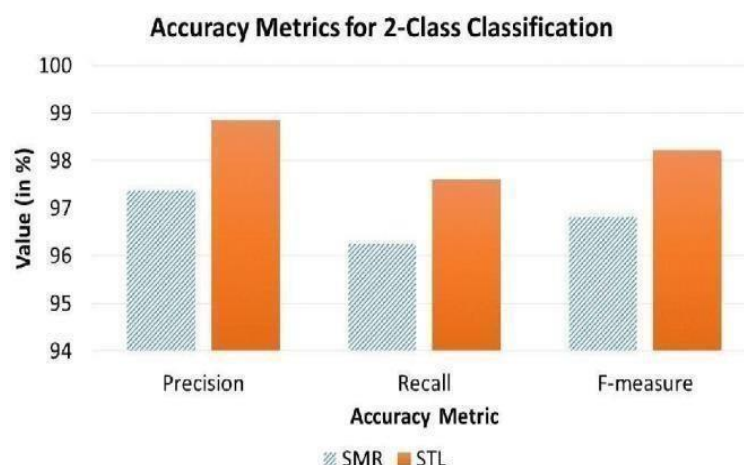 Accuracy Metrics for 2-Class Classification
100
99
98
97
96
95
94
Value (in %)
Precision Recall F-measure
Accuracy Metric
SMR STL